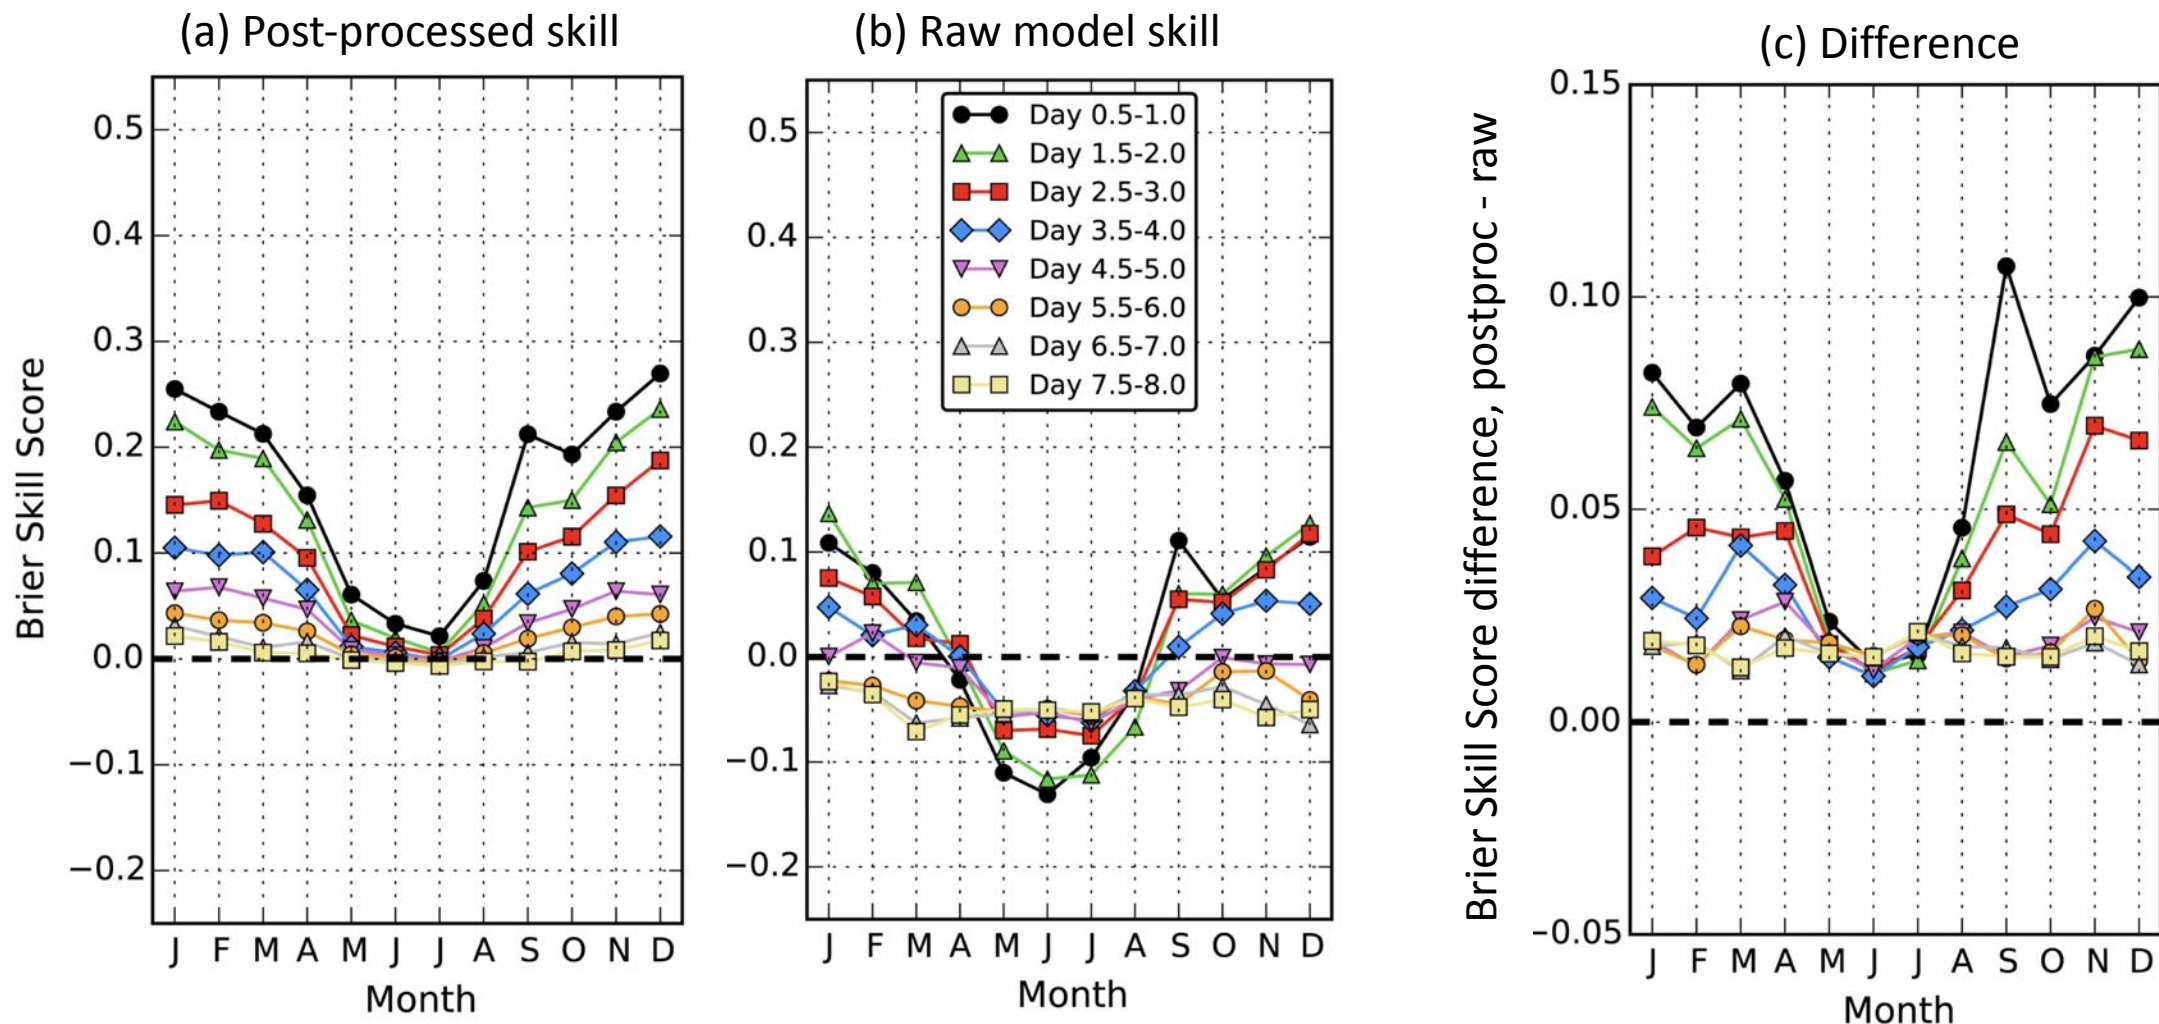 (a) Post-processed skill
Brier Skill Score
0.5
0.4
0.3
0.2
0.1
0.0
−0.1
−0.2
J F M A M J J A S O N D
Month
(b) Raw model skill
0.5
0.4
0.3
0.2
0.1
0.0
−0.1
−0.2
Day 0.5-1.0
Day 1.5-2.0
Day 2.5-3.0
Day 3.5-4.0
Day 4.5-5.0
Day 5.5-6.0
Day 6.5-7.0
Day 7.5-8.0
J F M A M J J A S O N D
Month
(c) Difference
Brier Skill Score difference, postproc - raw
0.15
0.10
0.05
0.00
−0.05
J F M A M J J A S O N D
Month